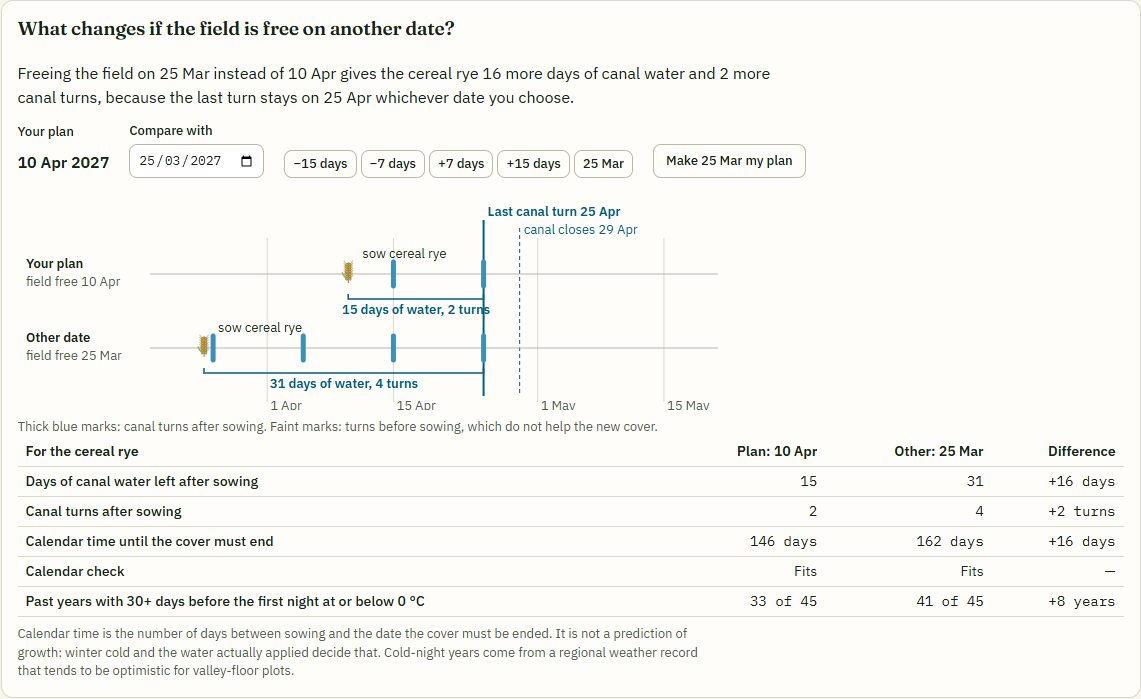 What changes if the field is free on another date?
Freeing the field on 25 Mar instead of 10 Apr gives the cereal rye 16 more days of canal water and 2 more
canal turns, because the last turn stays on 25 Apr whichever date you choose.
Your plan
Compare with
10 Apr 2027
25/03/2027
−15 days
−7 days
+7 days
+15 days
25 Mar
Make 25 Mar my plan
Last canal turn 25 Apr
canal closes 29 Apr
sow cereal rye
Your plan
field free 10 Apr
15 days of water, 2 turns
sow cereal rye
Other date
field free 25 Mar
31 days of water, 4 turns
1 Apr
15 Apr
1 May
15 May
Thick blue marks: canal turns after sowing. Faint marks: turns before sowing, which do not help the new cover.
For the cereal rye Plan: 10 Apr Other: 25 Mar Difference
Days of canal water left after sowing 15 31 +16 days
Canal turns after sowing 2 4 +2 turns
Calendar time until the cover must end 146 days 162 days +16 days
Calendar check Fits Fits —
Past years with 30+ days before the first night at or below 0 °C 33 of 45 41 of 45 +8 years
Calendar time is the number of days between sowing and the date the cover must be ended. It is not a prediction of
growth: winter cold and the water actually applied decide that. Cold-night years come from a regional weather record
that tends to be optimistic for valley-floor plots.